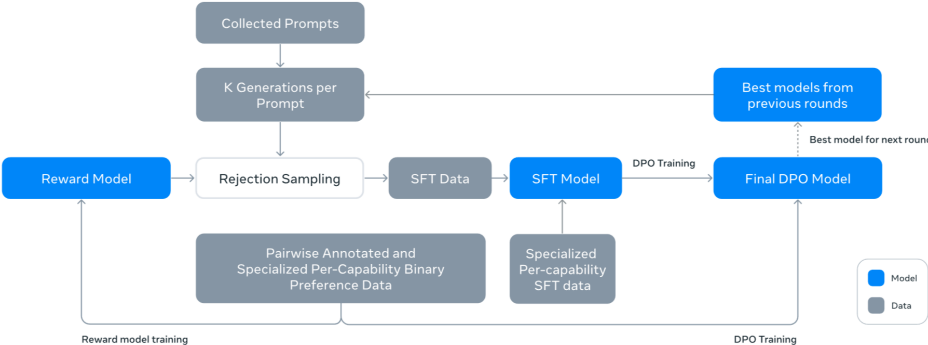 Collected Prompts
K Generations per
Prompt
Best models from
previous rounds
Best model for next round
Reward Model
Rejection Sampling
SFT Data
SFT Model
DPO Training
Final DPO Model
Pairwise Annotated and
Specialized Per-Capability Binary
Preference Data
Specialized
Per-capability
SFT data
Model
Data
Reward model training
DPO Training